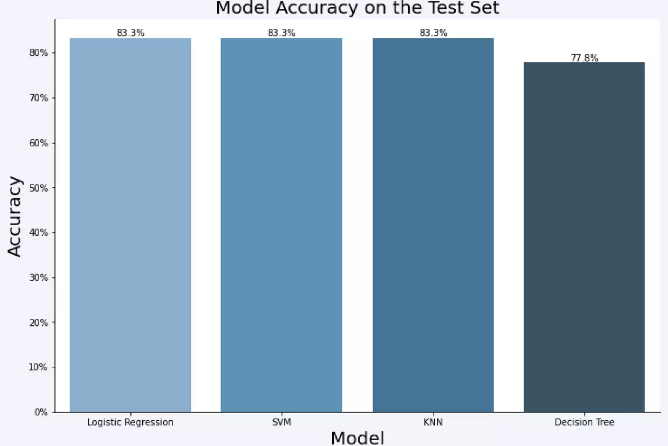 Model Accuracy on the Test Set
83.3%
83.3%
83.3%
77.8%
Accuracy
80%
70%
60%
50%
40%
30%
20%
10%
0%
Logistic Regression
SVM
KNN
Decision Tree
Model